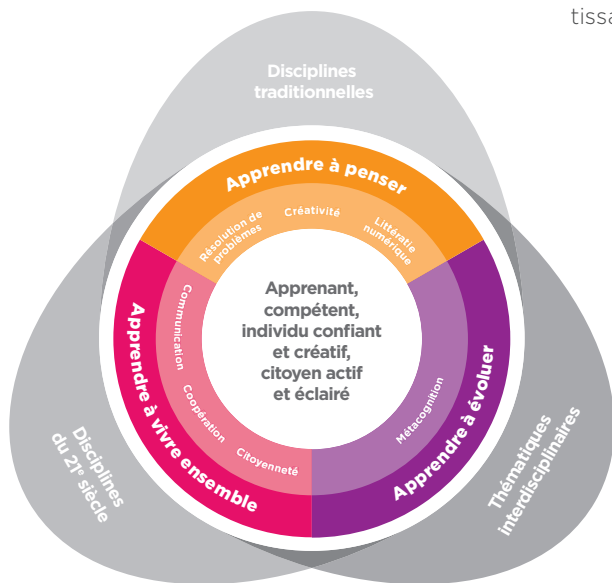 tissa
Disciplines
traditionnelles
Apprendre à penser
Résolution de
problèmes
Créativité
Littératie
numérique
Apprenant,
compétent,
individu confiant
et créatif,
citoyen actif
et éclairé
Communication
Coopération
Citoyenneté
Métacognition
Apprendre à vivre ensemble
Apprendre à évoluer
Disciplines
du 21e siècle
Thématiques
interdisciplinaires